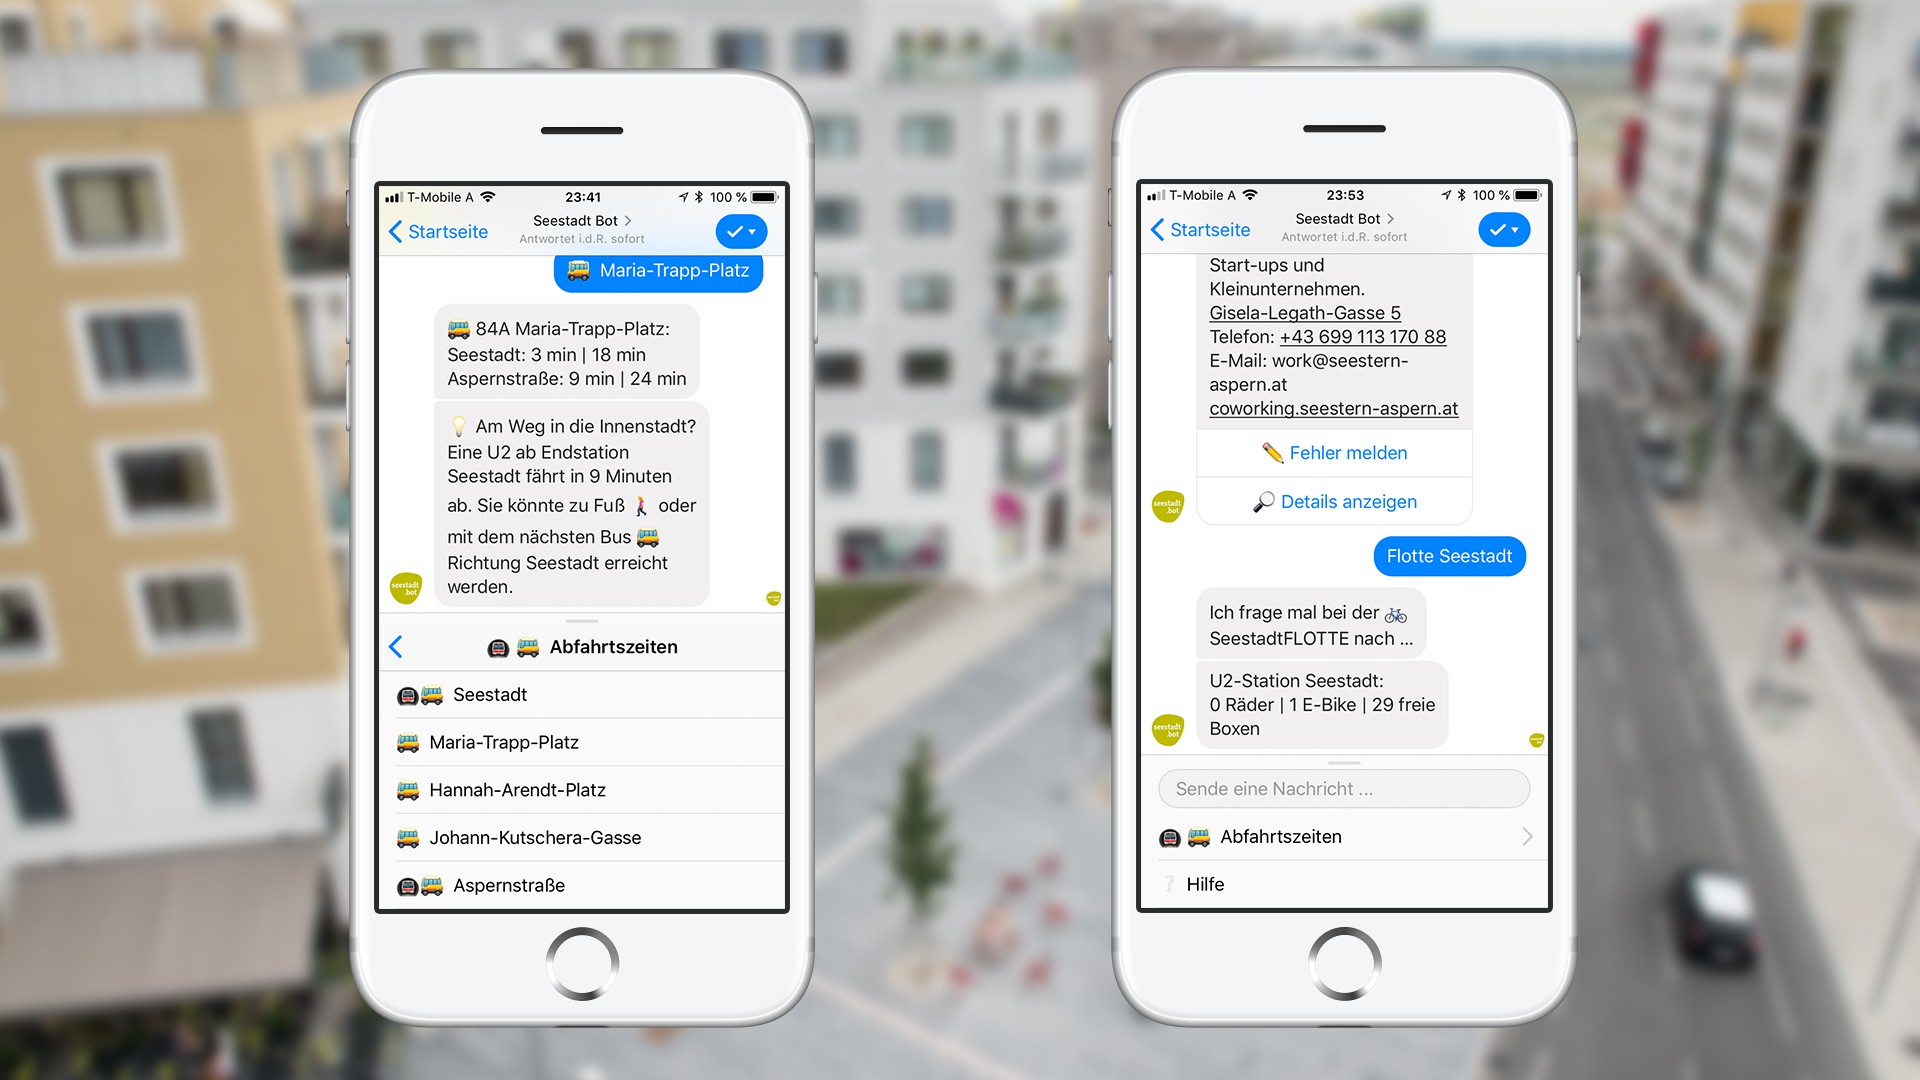 T-Mobile A 23:41 100 %
Startseite
Seestadt Bot
Antwortet i.d.R. sofort
Maria-Trapp-Platz
84A Maria-Trapp-Platz:
Seestadt: 3 min | 18 min
Aspernstraße: 9 min | 24 min
Am Weg in die Innenstadt?
Eine U2 ab Endstation
Seestadt fährt in 9 Minuten
ab. Sie könnte zu Fuß oder
mit dem nächsten Bus
Richtung Seestadt erreicht
werden.
seestadt
.bot
Abfahrtszeiten
Seestadt
Maria-Trapp-Platz
Hannah-Arendt-Platz
Johann-Kutschera-Gasse
Aspernstraße
T-Mobile A 23:53 100 %
Startseite
Seestadt Bot
Antwortet i.d.R. sofort
Start-ups und
Kleinunternehmen.
Gisela-Legath-Gasse 5
Telefon: +43 699 113 170 88
E-Mail: work@seestern-
aspern.at
coworking.seestern-aspern.at
Fehler melden
Details anzeigen
seestadt
.bot
Flotte Seestadt
Ich frage mal bei der
SeestadtFLOTTE nach ...
U2-Station Seestadt:
0 Räder | 1 E-Bike | 29 freie
Boxen
seestadt
.bot
Sende eine Nachricht ...
Abfahrtszeiten
Hilfe